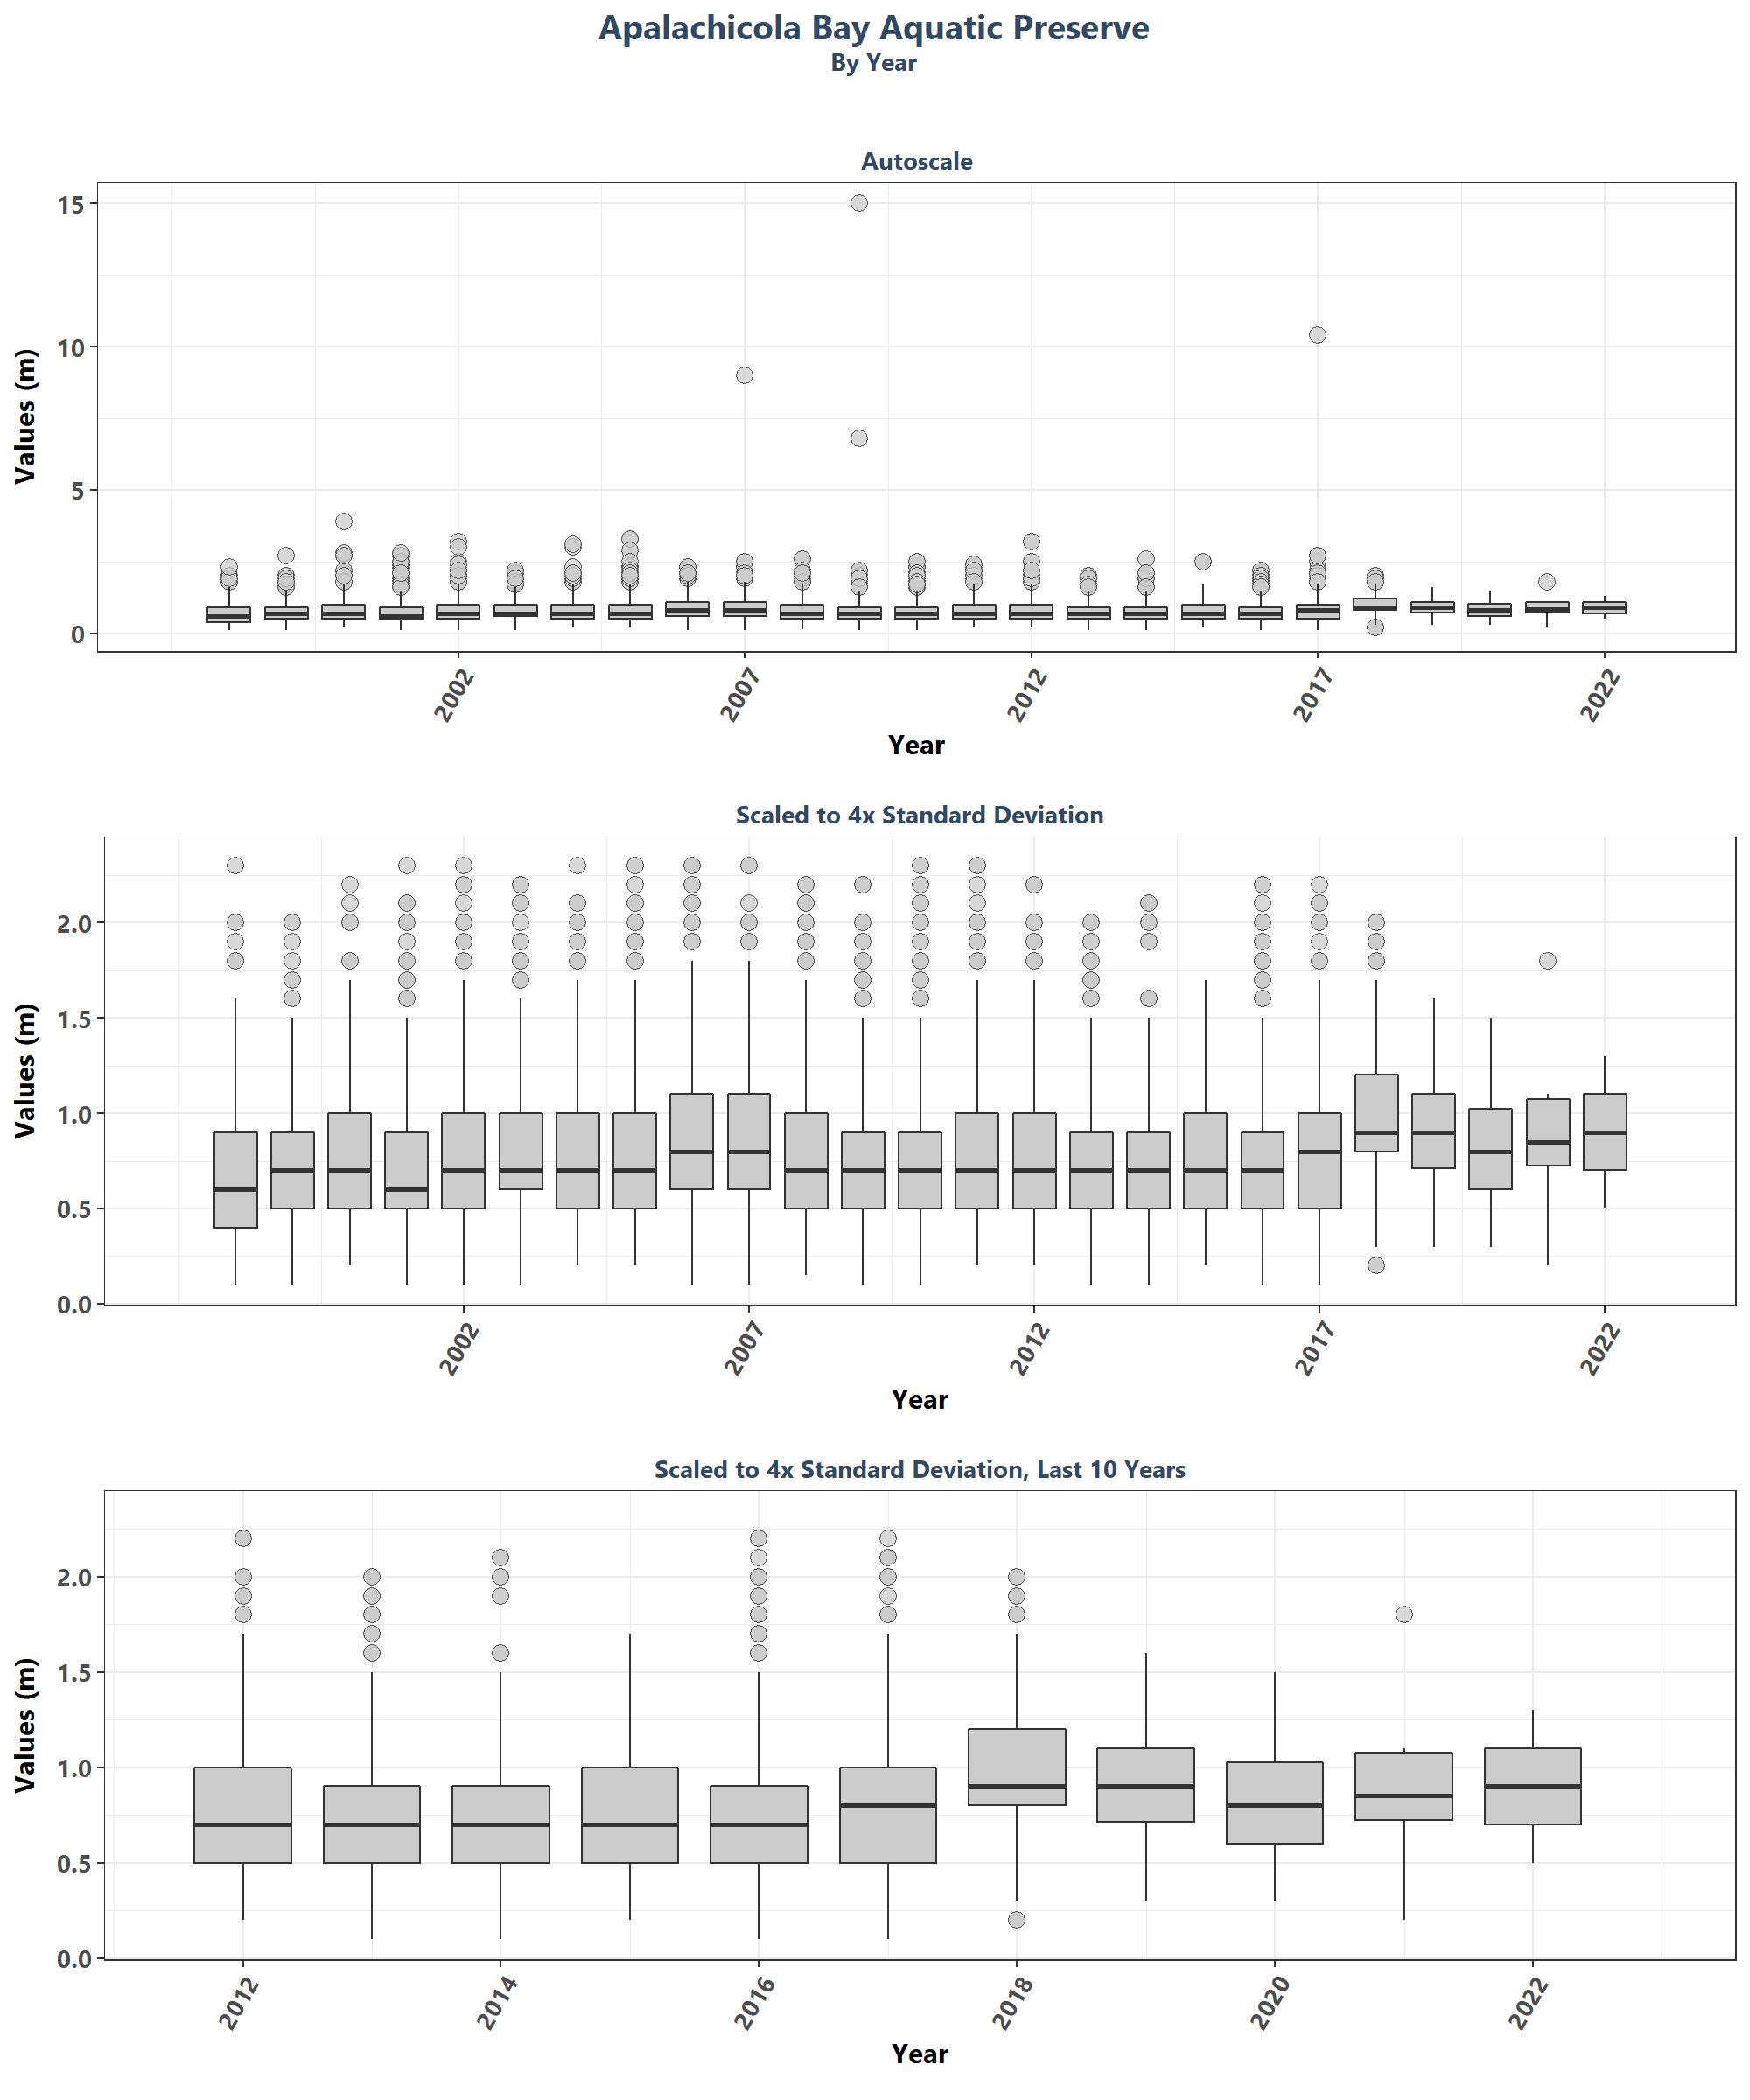 Apalachicola Bay Aquatic Preserve
By Year
Autoscale
Values (m)
15
10
5
0
2002 2007 2012 2017 2022
Year
Scaled to 4x Standard Deviation
Values (m)
2.0
1.5
1.0
0.5
0.0
2002 2007 2012 2017 2022
Year
Scaled to 4x Standard Deviation, Last 10 Years
Values (m)
2.0
1.5
1.0
0.5
0.0
2012 2014 2016 2018 2020 2022
Year